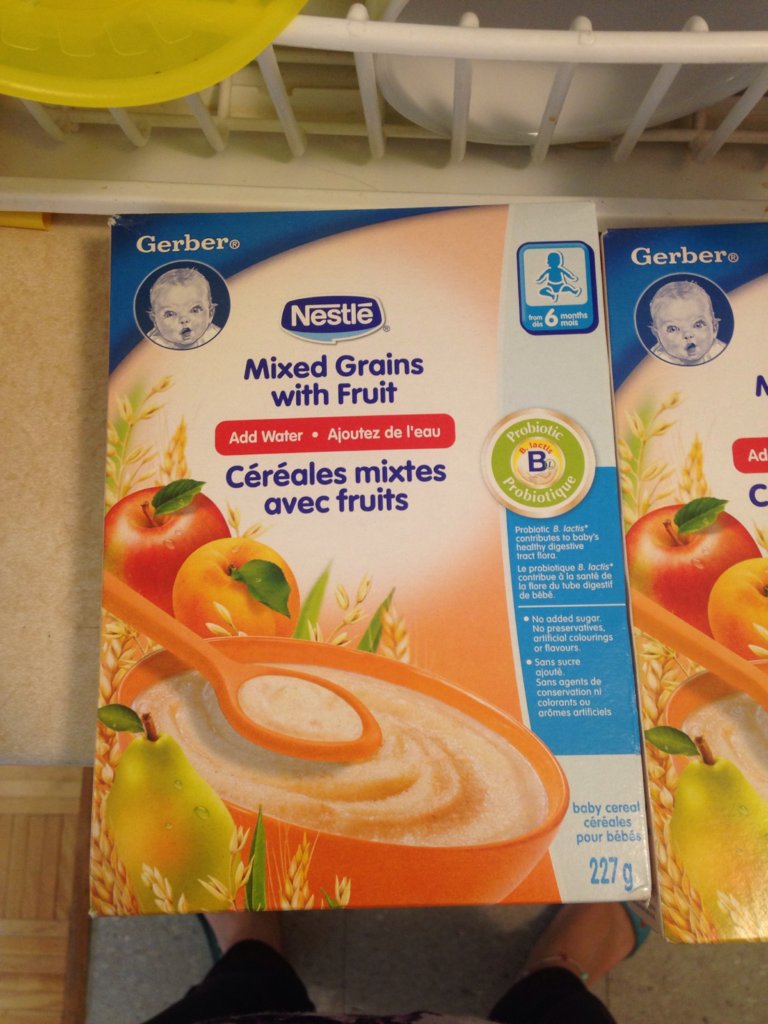 Gerber®
Nestlé®
Mixed Grains
with Fruit
Add Water • Ajoutez de l'eau
Céréales mixtes
avec fruits
from 6 months
dès mois
Probiotic
B. lactis
B
BL
Probiotique
Probiotic B. lactis*
contributes to baby's
healthy digestive
tract flora.
Le probiotique B. lactis*
contribue à la santé de
la flore du tube digestif
de bébé.
• No added sugar.
No preservatives,
artificial colourings
or flavours.
• Sans sucre
ajouté.
Sans agents de
conservation ni
colorants ou
arômes artificiels
baby cereal
céréales
pour bébés
227 g
Gerber®
Ad
C